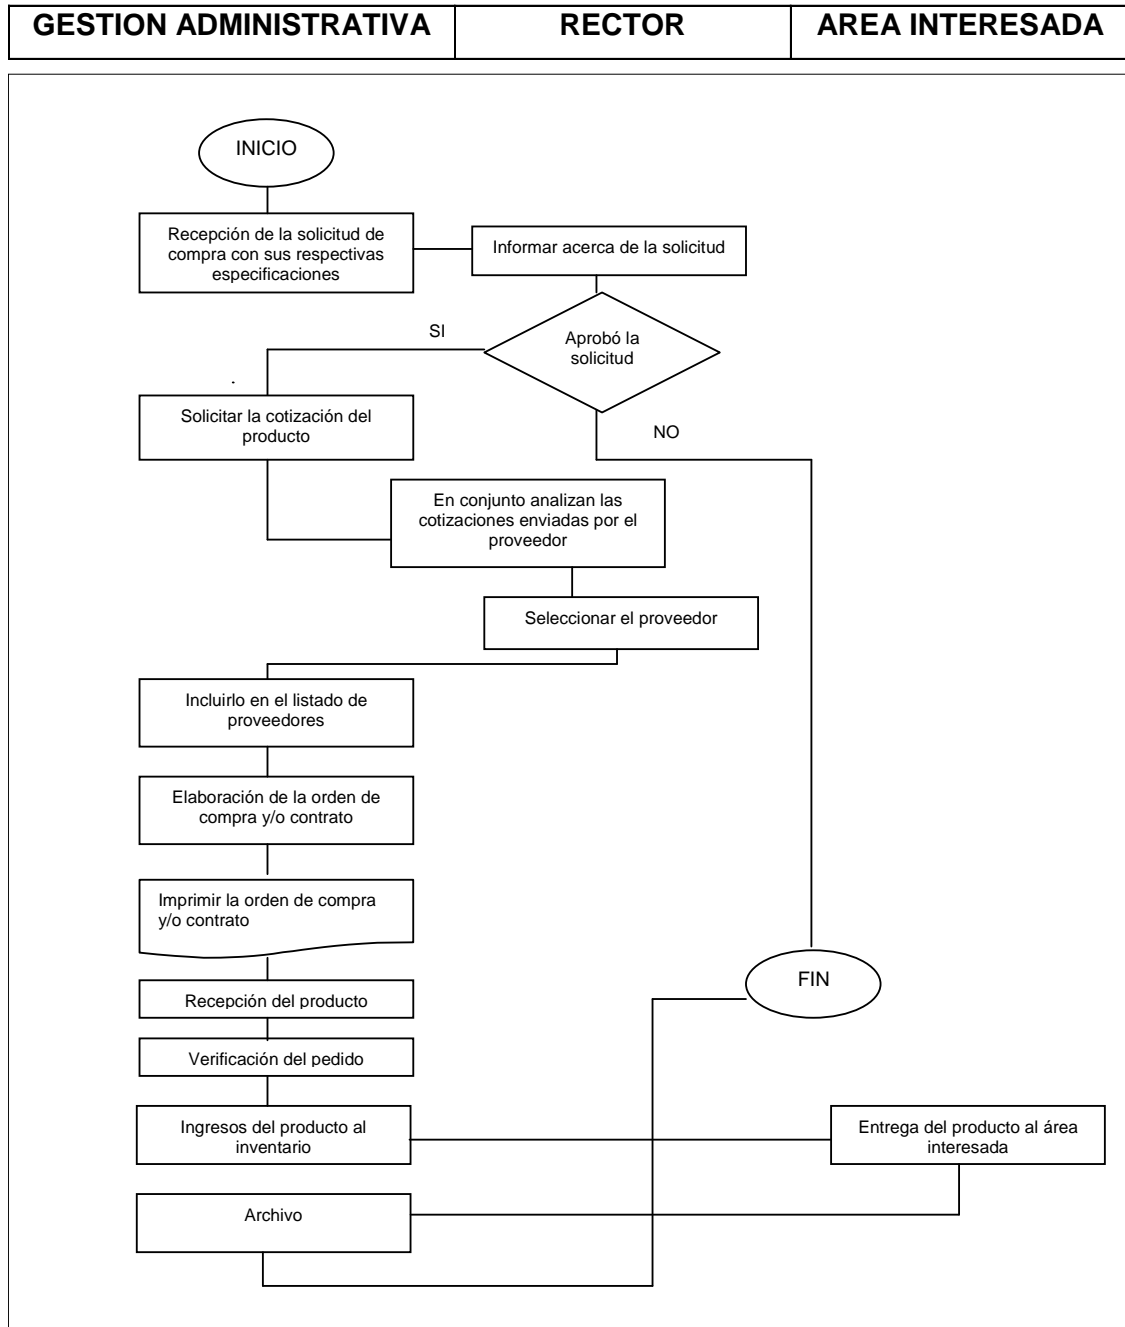 GESTION ADMINISTRATIVA
RECTOR
AREA INTERESADA
INICIO
Recepción de la solicitud de
compra con sus respectivas
especificaciones
Informar acerca de la solicitud
SI
Aprobó la
solicitud
Solicitar la cotización del
producto
NO
En conjunto analizan las
cotizaciones enviadas por el
proveedor
Seleccionar el proveedor
Incluirlo en el listado de
proveedores
Elaboración de la orden de
compra y/o contrato
Imprimir la orden de compra
y/o contrato
FIN
Recepción del producto
Verificación del pedido
Ingresos del producto al
inventario
Entrega del producto al área
interesada
Archivo